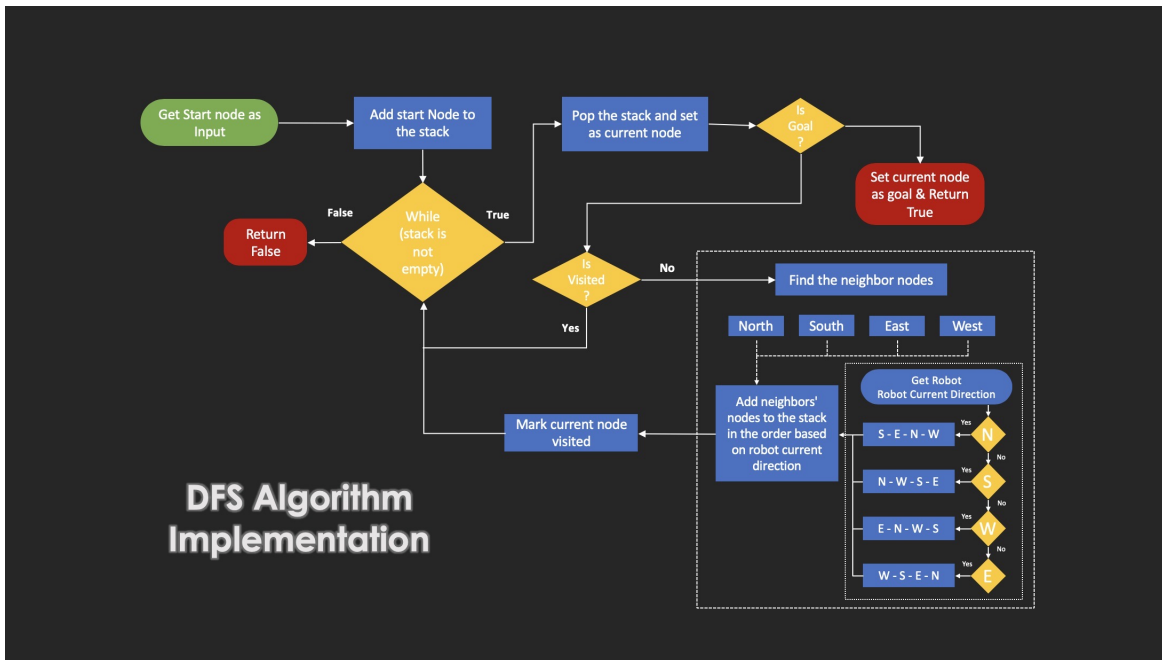 Get Start node as
Input
Add start Node to
the stack
Pop the stack and set
as current node
Is
Goal
?
Set current node
as goal & Return
True
False
While
(stack is
not
empty)
True
Return
False
Is
Visited
?
No
Yes
Find the neighbor nodes
North
South
East
West
Get Robot
Robot Current Direction
Add neighbors'
nodes to the stack
in the order based
on robot current
direction
Mark current node
visited
S - E - N - W
Yes
N
No
N - W - S - E
Yes
S
No
E - N - W - S
Yes
W
No
W - S - E - N
Yes
E
DFS Algorithm
Implementation